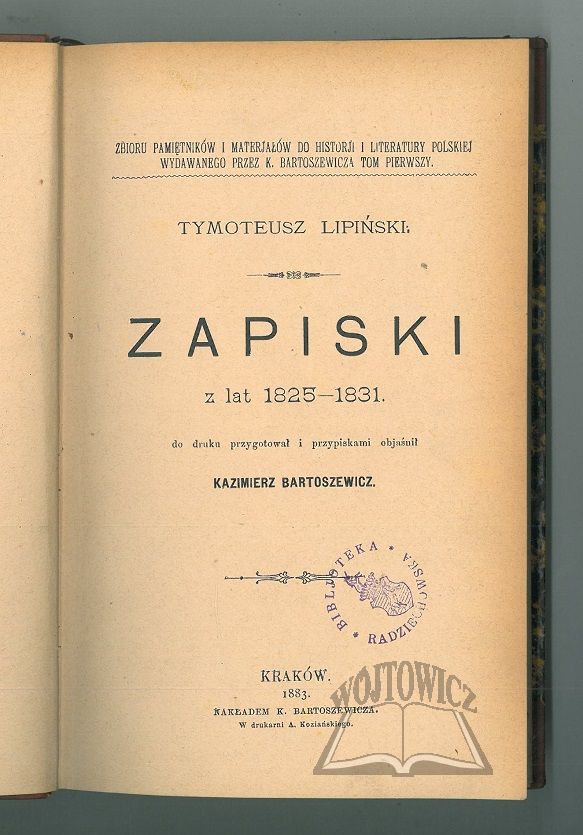 ZBIORU PAMIĘTNIKÓW I MATERJAŁÓW DO HISTORJI I LITERATURY POLSKIEJ
WYDAWANEGO PRZEZ K. BARTOSZEWICZA TOM PIERWSZY.
TYMOTEUSZ LIPIŃSKI.
ZAPISKI
z lat 1825—1831.
do druku przygotował i przypiskami objaśnił
KAZIMIERZ BARTOSZEWICZ.
BIBLJOTEKA * RADZIECHOWSKA *
KRAKÓW.
1883.
NAKŁADEM K. BARTOSZEWICZA.
W drukarni A. Koziańskiego.
WÓJTOWICZ